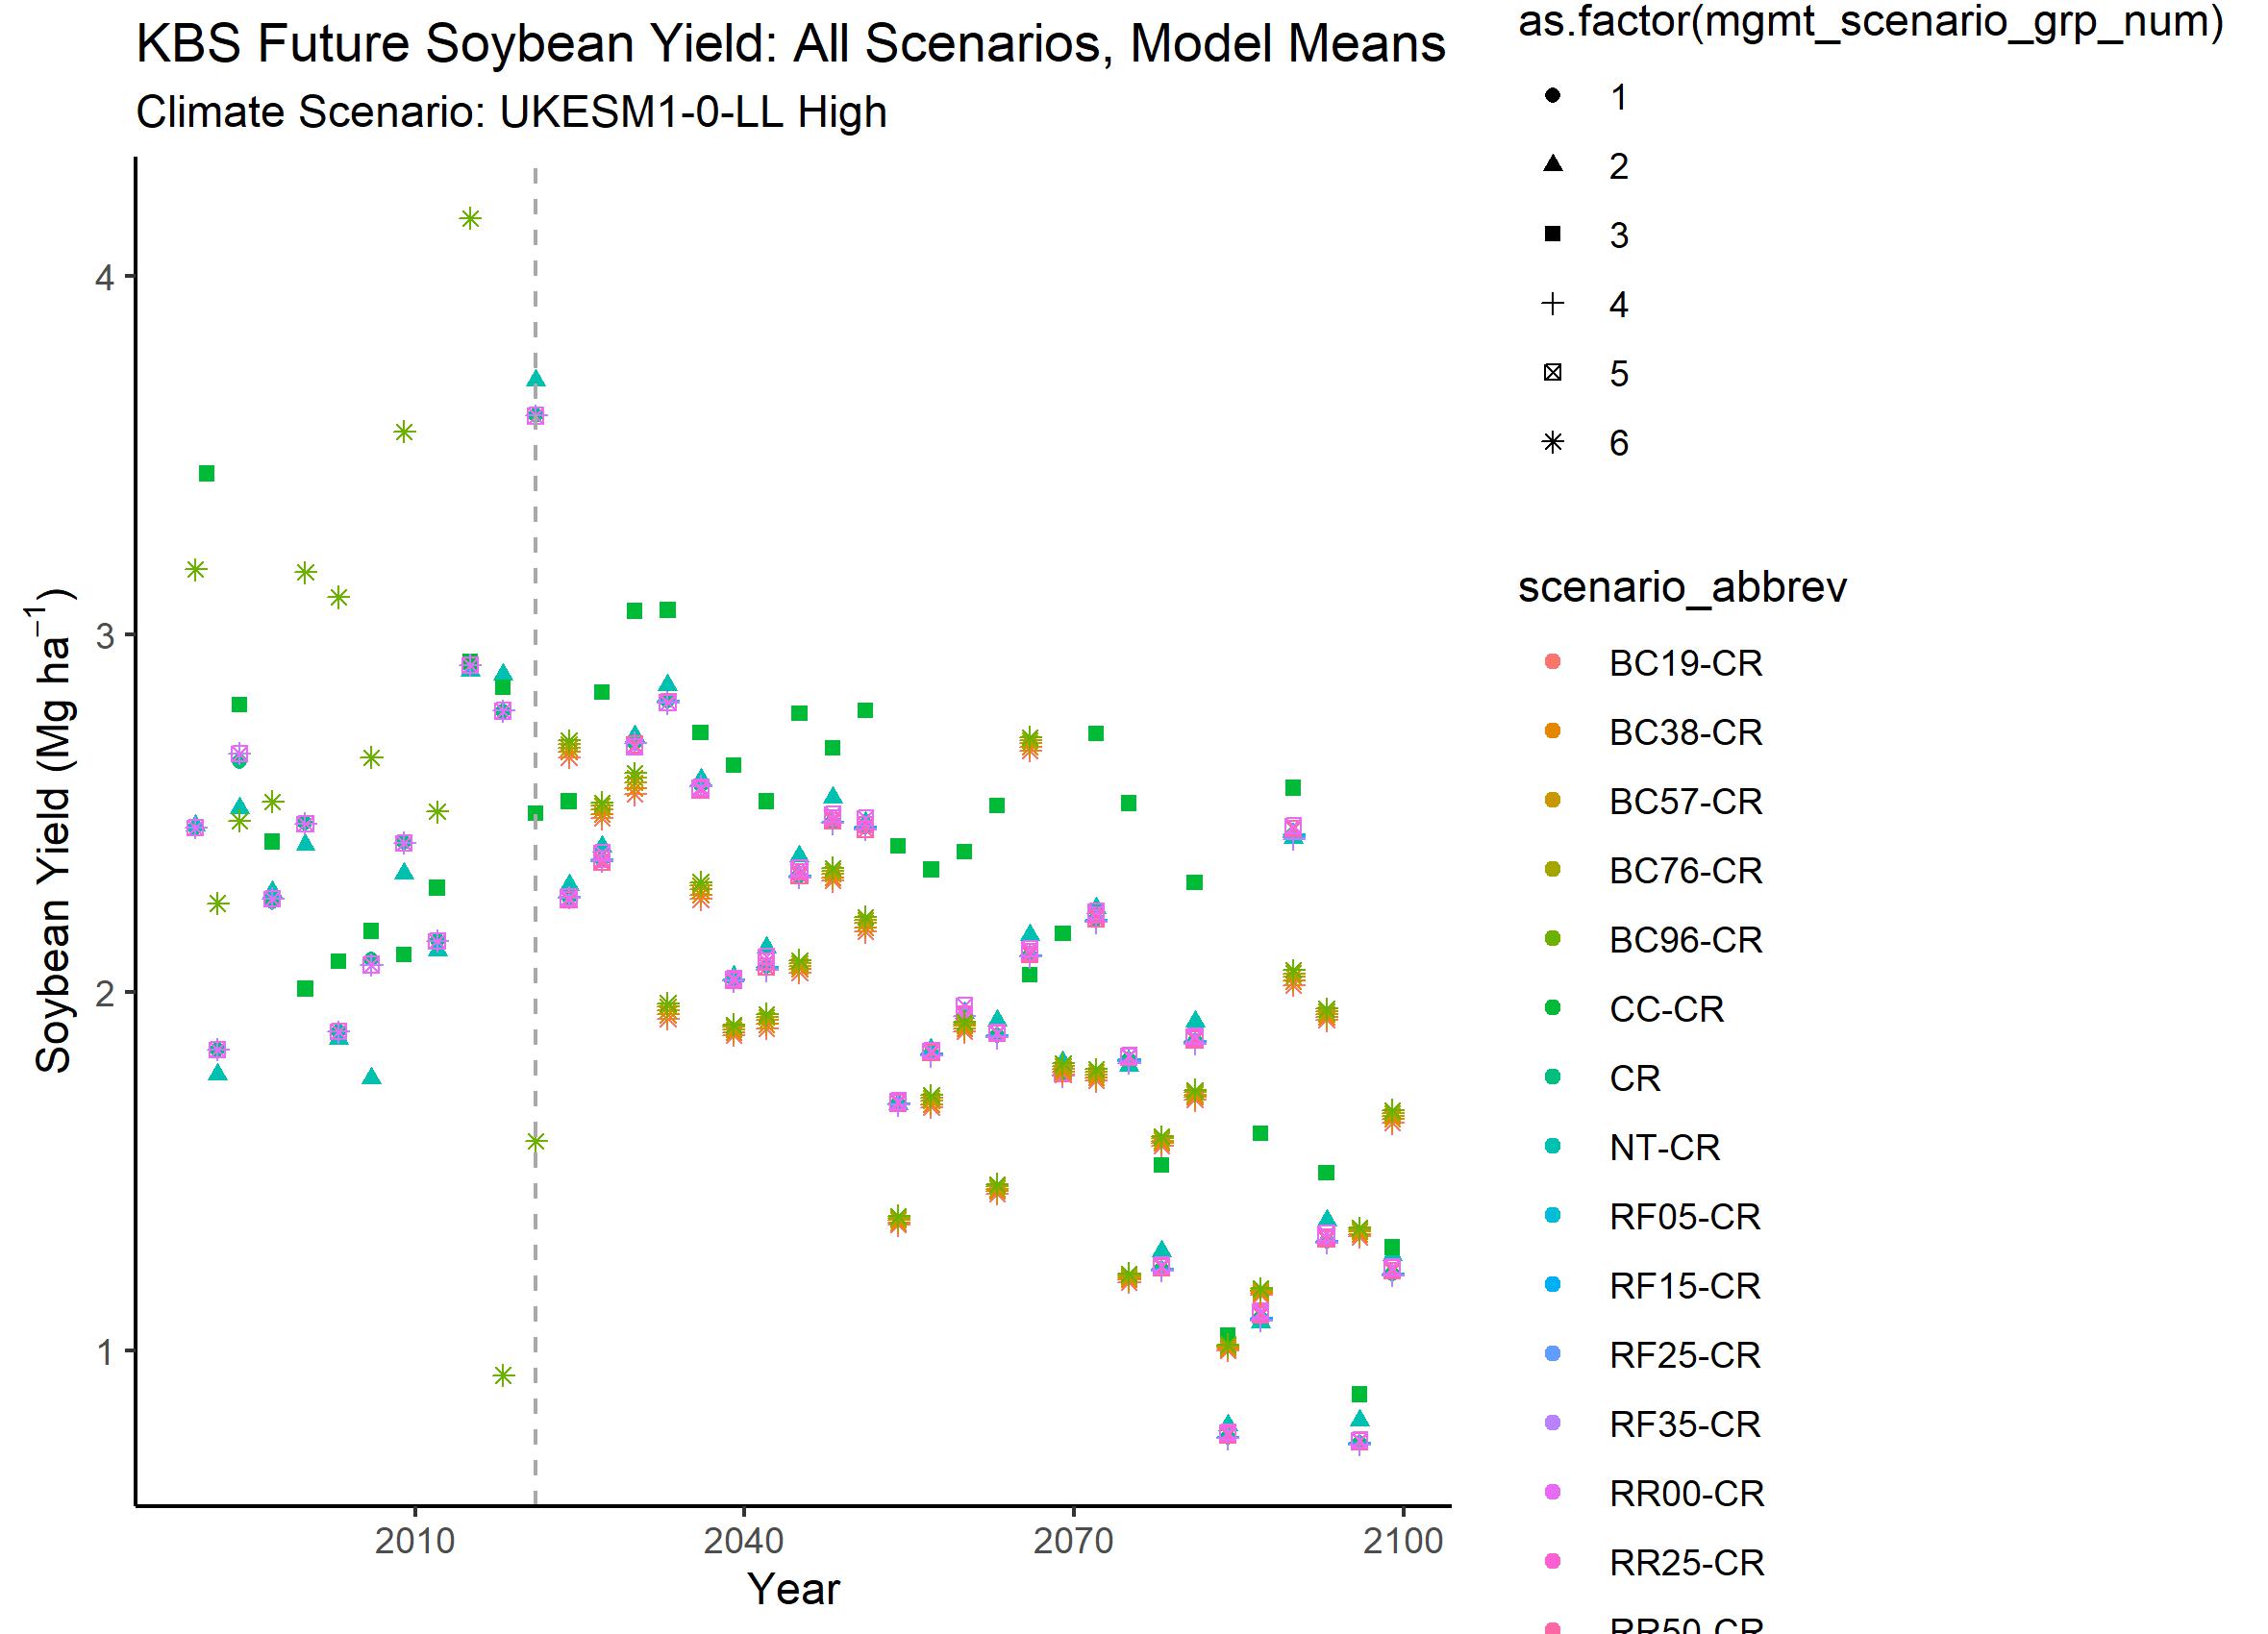 KBS Future Soybean Yield: All Scenarios, Model Means
Climate Scenario: UKESM1-0-LL High
Soybean Yield (Mg ha⁻¹)
4
3
2
1
2010
2040
2070
2100
Year
as.factor(mgmt_scenario_grp_num)
1
2
3
4
5
6
scenario_abbrev
BC19-CR
BC38-CR
BC57-CR
BC76-CR
BC96-CR
CC-CR
CR
NT-CR
RF05-CR
RF15-CR
RF25-CR
RF35-CR
RR00-CR
RR25-CR
RR50-CR